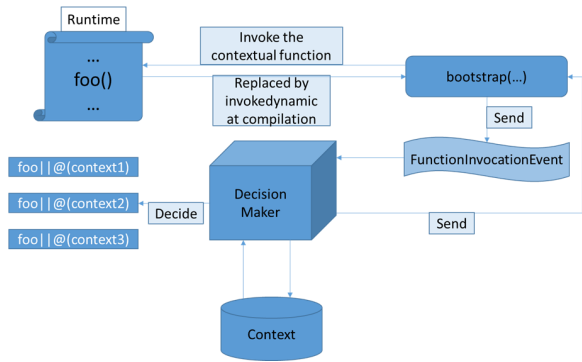 Runtime
...
foo()
...
Invoke the
contextual function
Replaced by
invokedynamic
at compilation
bootstrap(...)
Send
FunctionInvocationEvent
foo||@(context1)
foo||@(context2)
foo||@(context3)
Decide
Decision
Maker
Send
Context